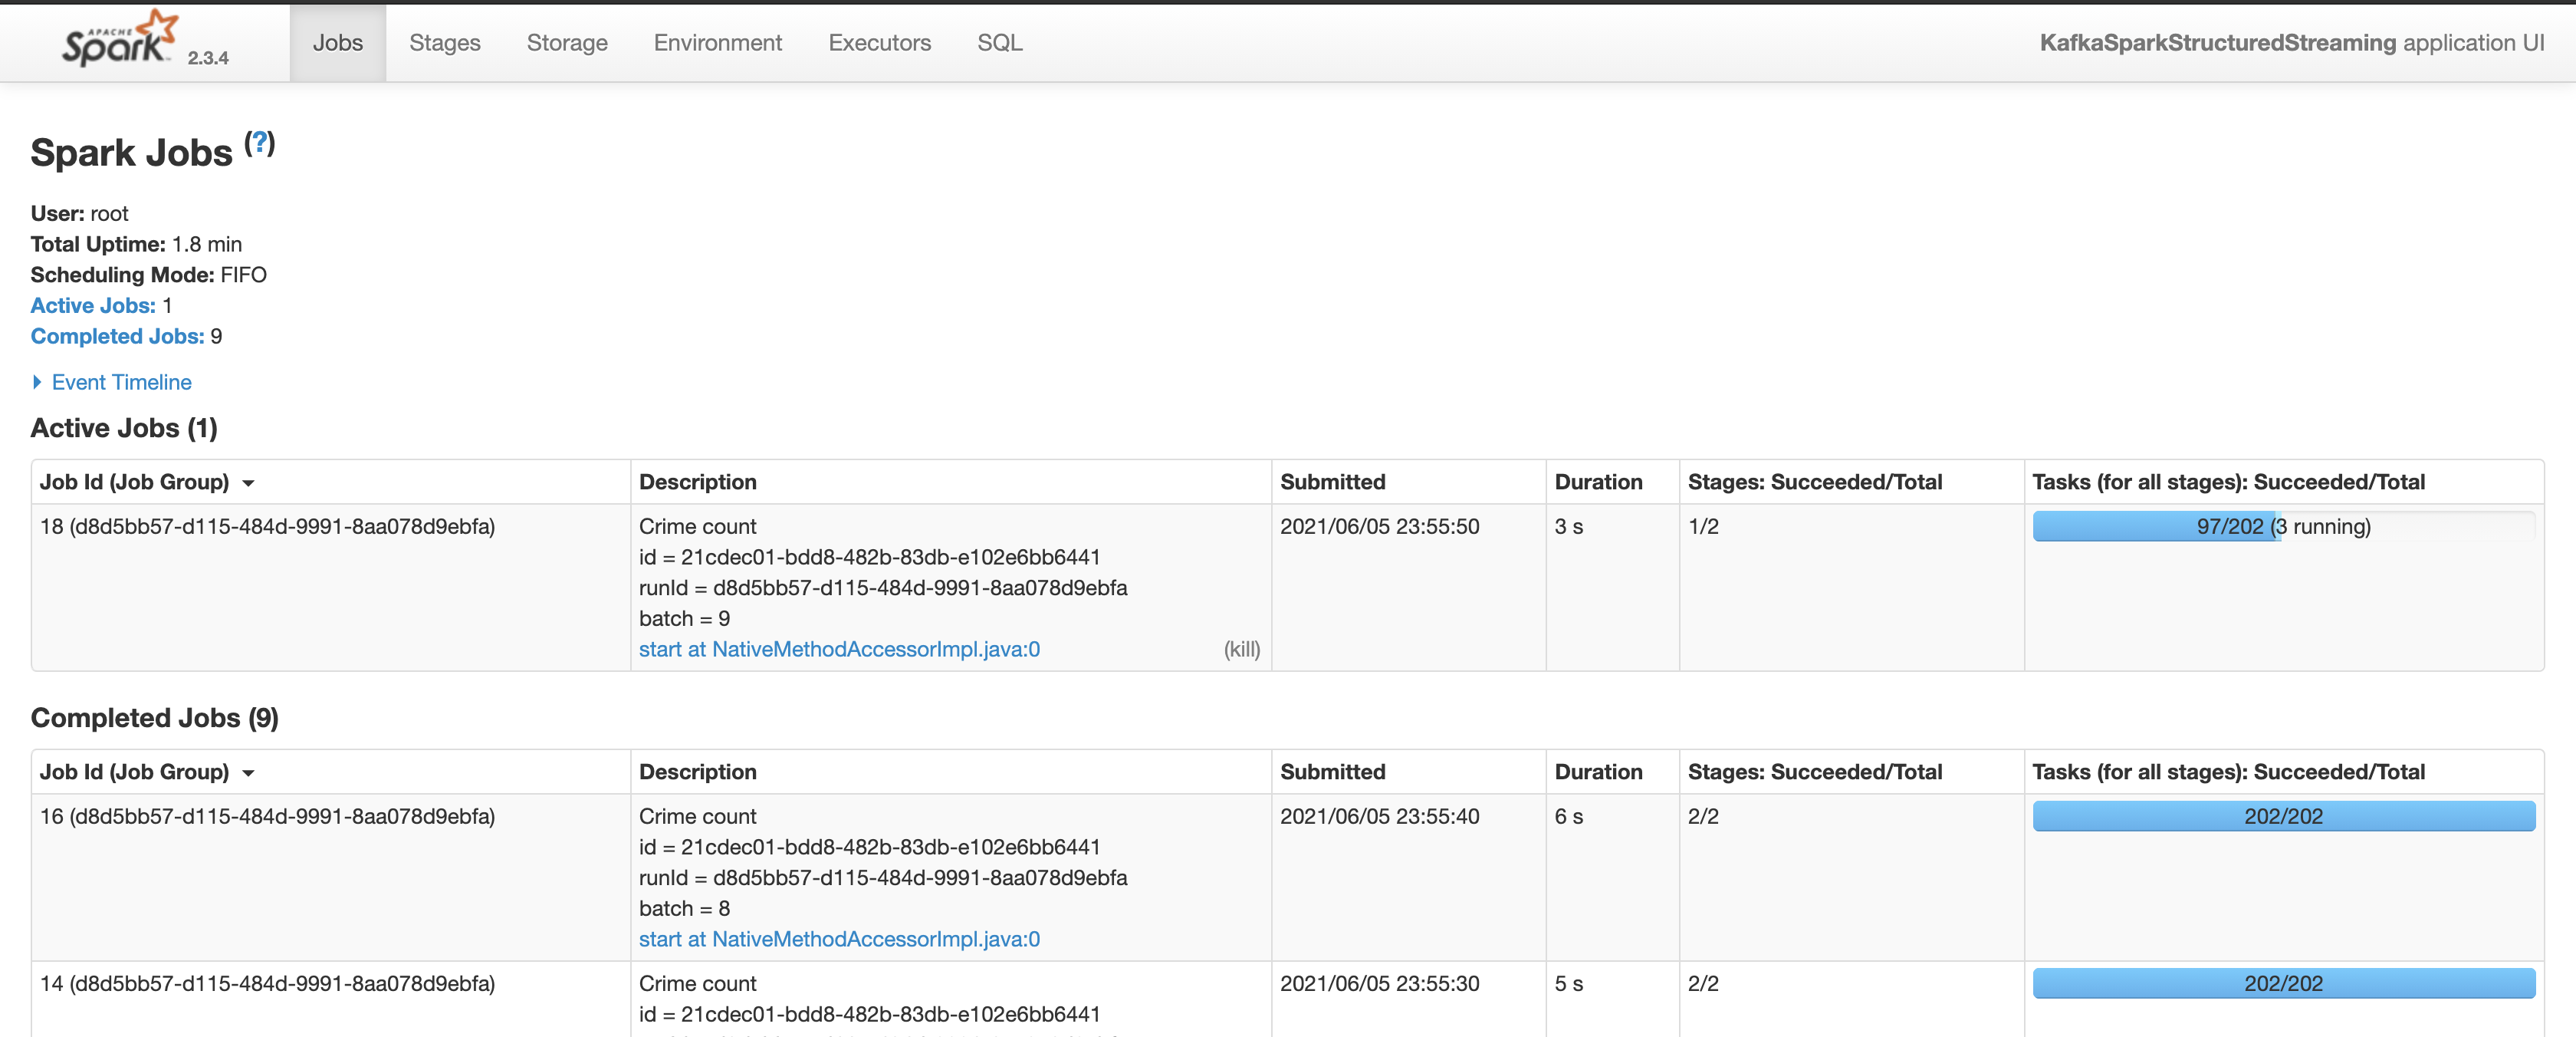 APACHE
Spark 2.3.4 Jobs Stages Storage Environment Executors SQL KafkaSparkStructuredStreaming application UI
Spark Jobs (?)
User: root
Total Uptime: 1.8 min
Scheduling Mode: FIFO
Active Jobs: 1
Completed Jobs: 9
Event Timeline
Active Jobs (1)
Job Id (Job Group) Description Submitted Duration Stages: Succeeded/Total Tasks (for all stages): Succeeded/Total
18 (d8d5bb57-d115-484d-9991-8aa078d9ebfa) Crime count 2021/06/05 23:55:50 3 s 1/2 97/202 (3 running)
id = 21cdec01-bdd8-482b-83db-e102e6bb6441
runId = d8d5bb57-d115-484d-9991-8aa078d9ebfa
batch = 9
start at NativeMethodAccessorImpl.java:0 (kill)
Completed Jobs (9)
Job Id (Job Group) Description Submitted Duration Stages: Succeeded/Total Tasks (for all stages): Succeeded/Total
16 (d8d5bb57-d115-484d-9991-8aa078d9ebfa) Crime count 2021/06/05 23:55:40 6 s 2/2 202/202
id = 21cdec01-bdd8-482b-83db-e102e6bb6441
runId = d8d5bb57-d115-484d-9991-8aa078d9ebfa
batch = 8
start at NativeMethodAccessorImpl.java:0
14 (d8d5bb57-d115-484d-9991-8aa078d9ebfa) Crime count 2021/06/05 23:55:30 5 s 2/2 202/202
id = 21cdec01-bdd8-482b-83db-e102e6bb6441